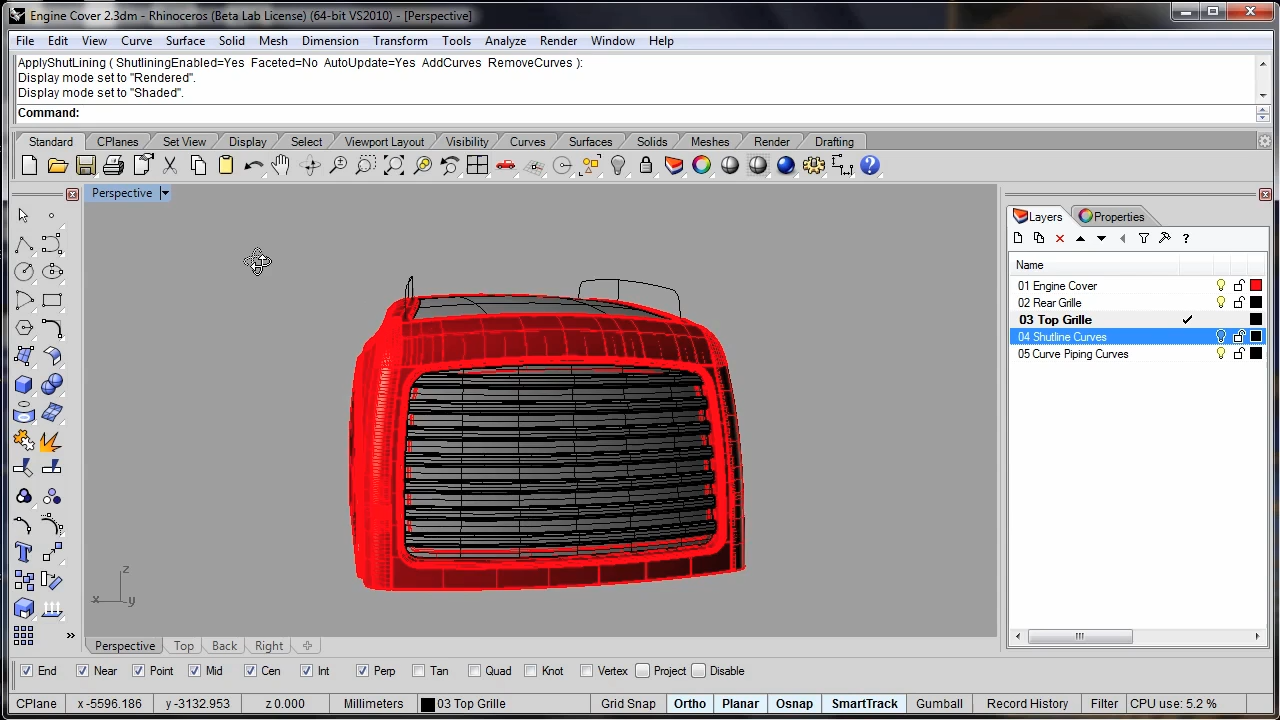 Engine Cover 2.3dm - Rhinoceros (Beta Lab License) (64-bit VS2010) - [Perspective]
File Edit View Curve Surface Solid Mesh Dimension Transform Tools Analyze Render Window Help
ApplyShutLining ( ShutliningEnabled=Yes Faceted=No AutoUpdate=Yes AddCurves RemoveCurves ):
Display mode set to "Rendered".
Display mode set to "Shaded".
Command:
Standard CPlanes Set View Display Select Viewport Layout Visibility Curves Surfaces Solids Meshes Render Drafting
Perspective
Layers Properties
Name
01 Engine Cover
02 Rear Grille
03 Top Grille
04 Shutline Curves
05 Curve Piping Curves
z
x y
Perspective Top Back Right
End Near Point Mid Cen Int Perp Tan Quad Knot Vertex Project Disable
CPlane x -5596.186 y -3132.953 z 0.000 Millimeters 03 Top Grille Grid Snap Ortho Planar Osnap SmartTrack Gumball Record History Filter CPU use: 5.2 %